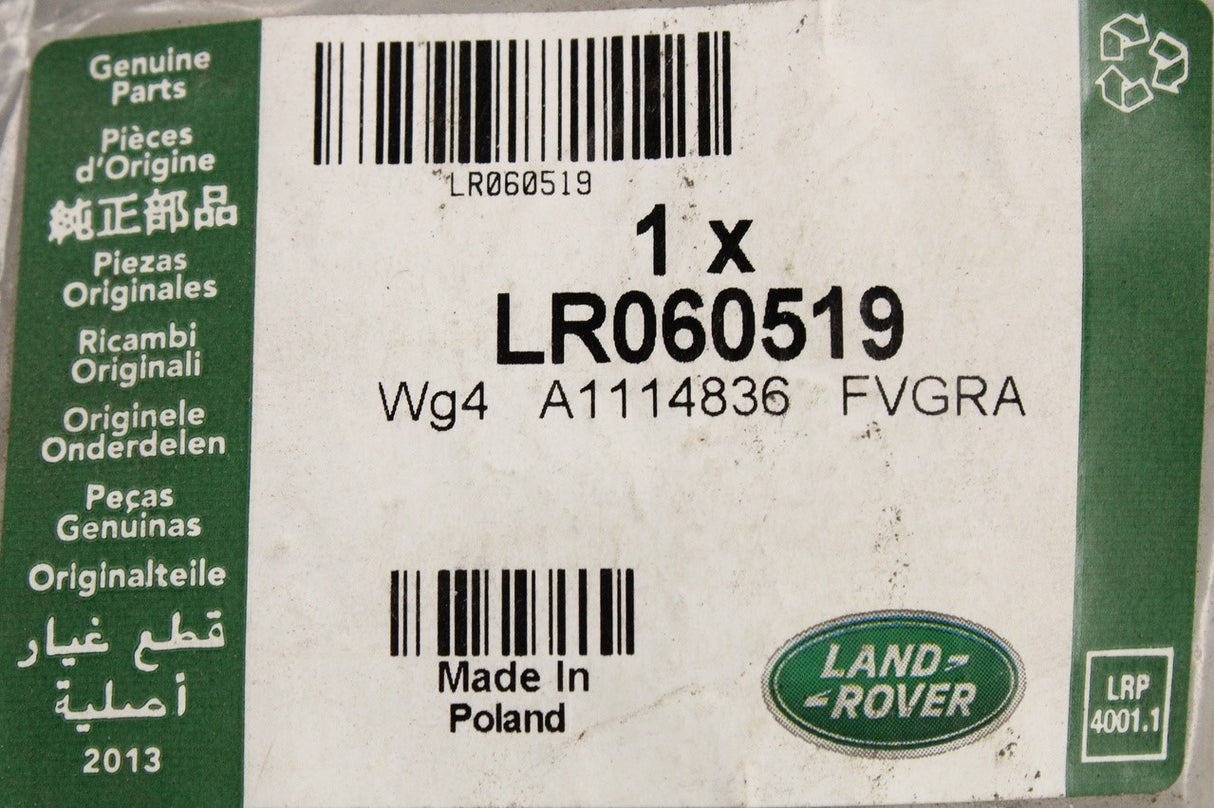 Genuine
Parts
Pièces
d'Origine
純正部品
Piezas
Originales
Ricambi
Originali
Originele
Onderdelen
Peças
Genuinas
Originalteile
قطع غيار
أصلية
2013
LR060519
1 x
LR060519
Wg4 A1114836 FVGRA
Made In
Poland
LAND-
-ROVER
LRP
4001.1